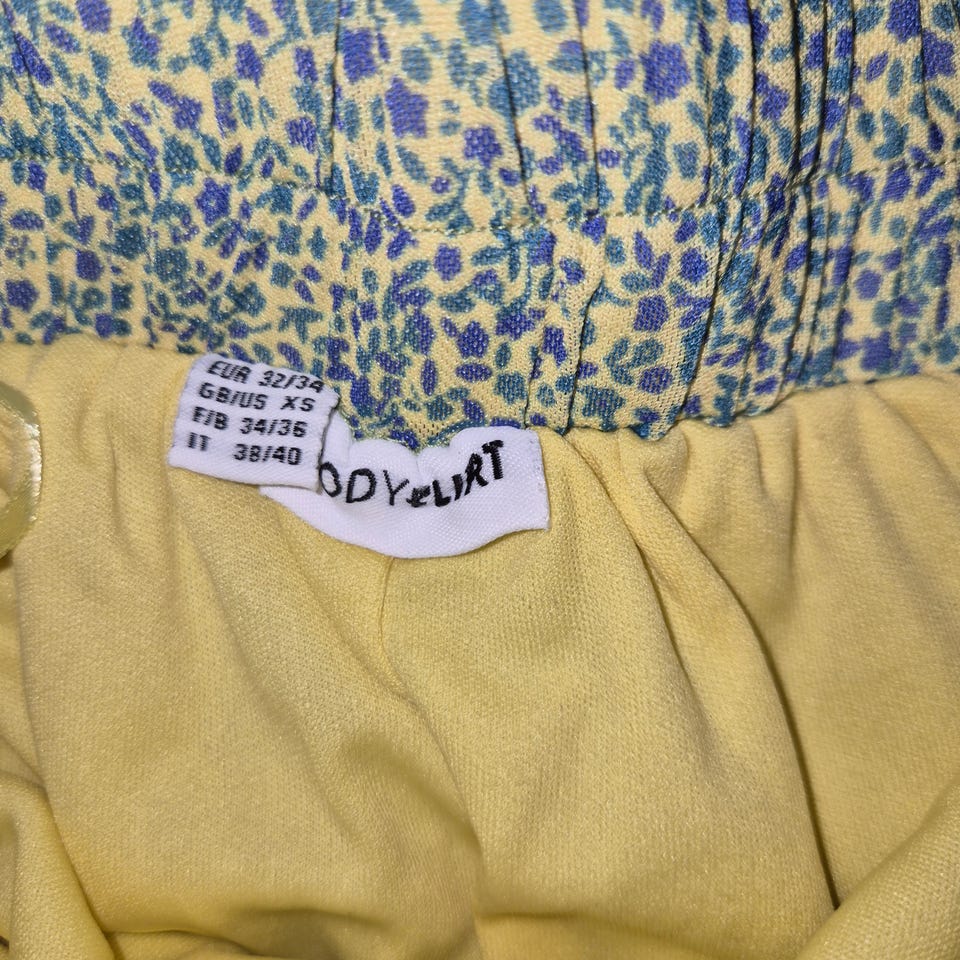 EUR 32/34
GB/US XS
F/B 34/36
IT 38/40
ODYFLIRT